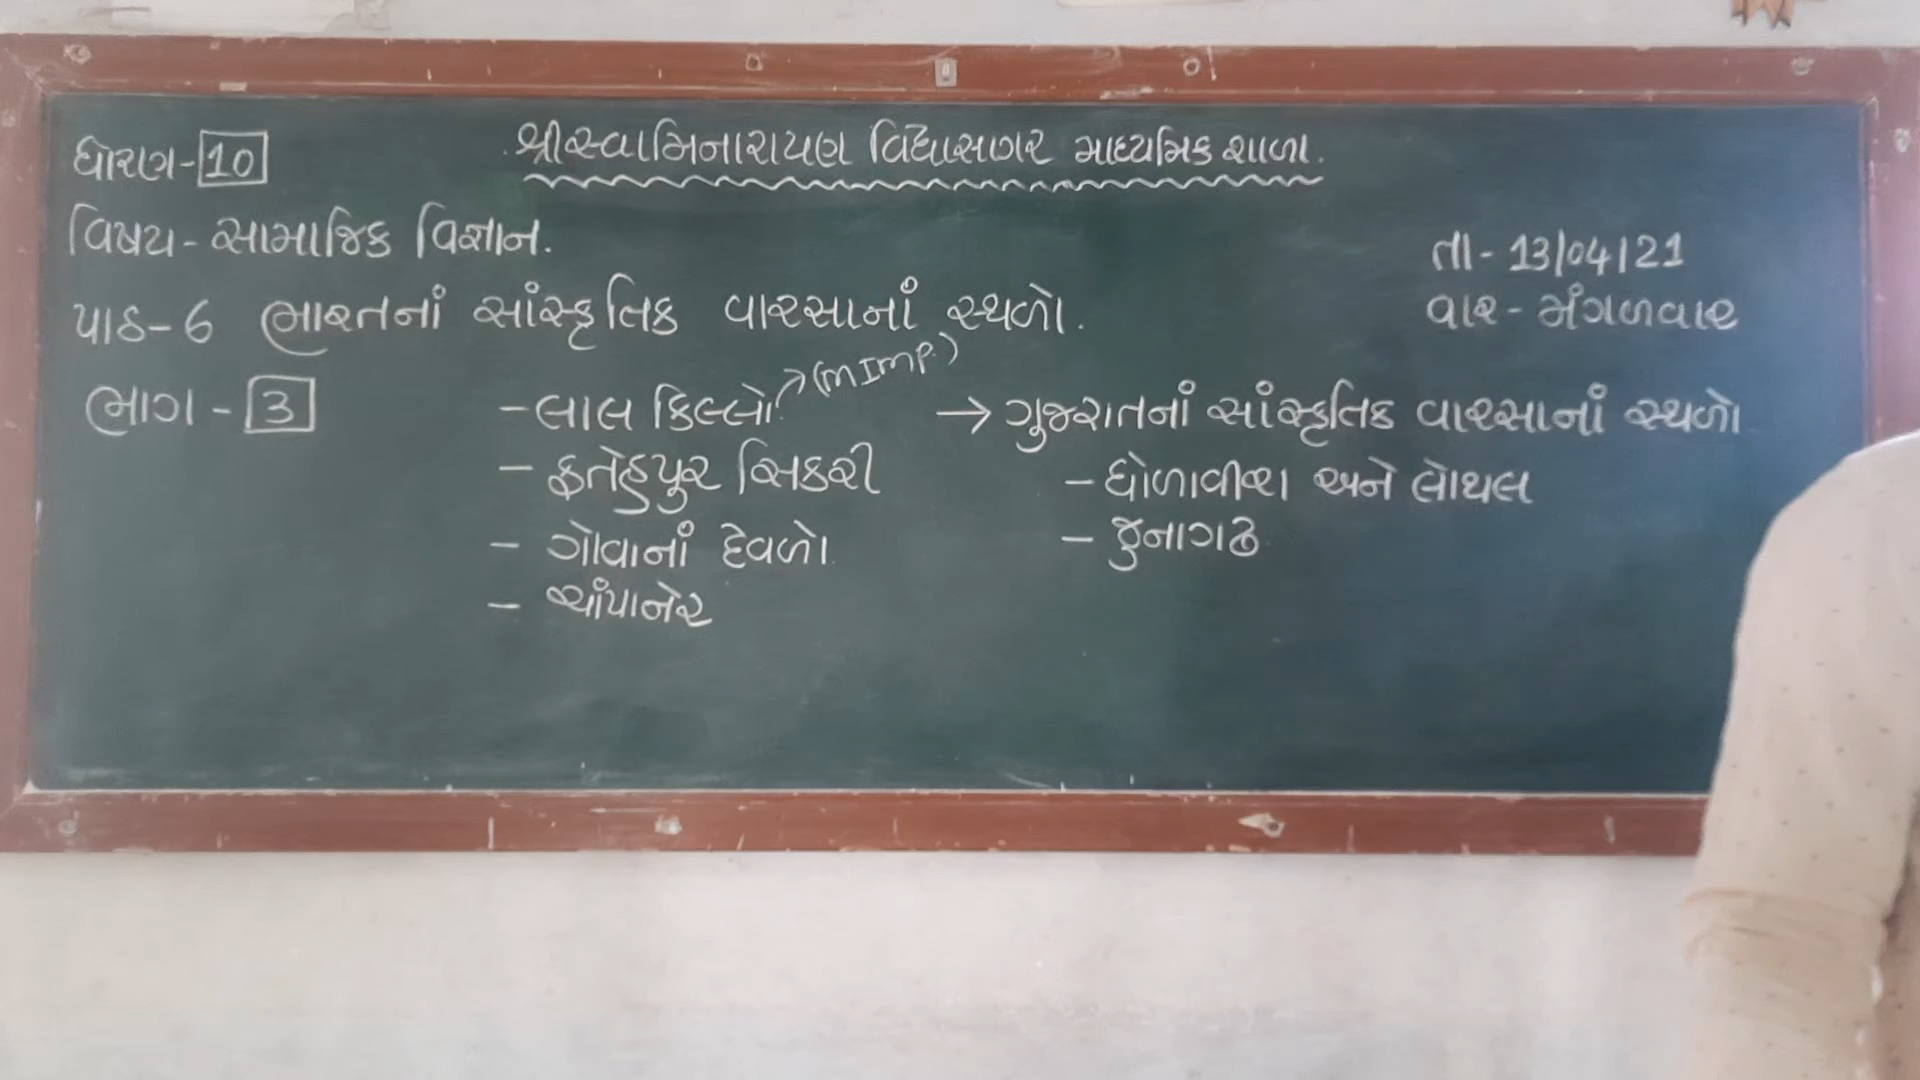 શ્રી સ્વામિનારાયણ વિદ્યાસાગર માધ્યમિક શાળા.
ધોરણ - 10
વિષય - સામાજિક વિજ્ઞાન.
તા - 13/04/21
વાર - મંગળવાર
પાઠ - 6 ભારતનાં સાંસ્કૃતિક વારસાનાં સ્થળો.
ભાગ - 3
- લાલ કિલ્લો → (m Imp.)
- ફતેહપુર સિકરી
- ગોવાનાં દેવળો
- ચાંપાનેર
→ ગુજરાતનાં સાંસ્કૃતિક વારસાનાં સ્થળો
- ધોળાવીરા અને લોથલ
- જુનાગઢ